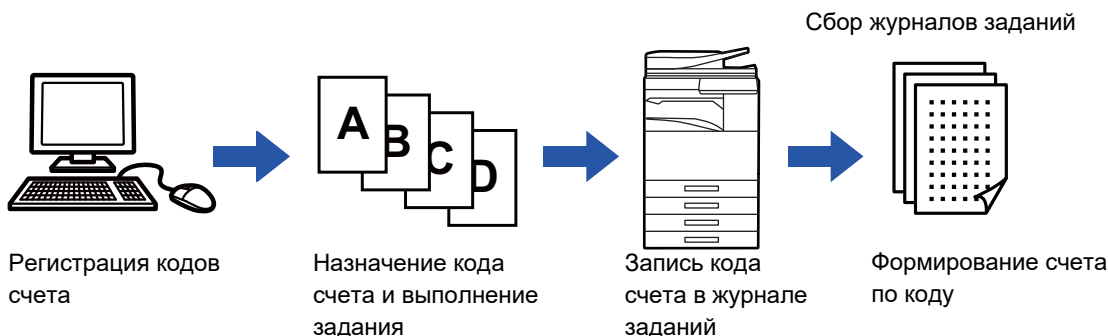 Сбор журналов заданий
A
B
C
D
Регистрация кодов
счета
Назначение кода
счета и выполнение
задания
Запись кода
счета в журнале
заданий
Формирование счета
по коду